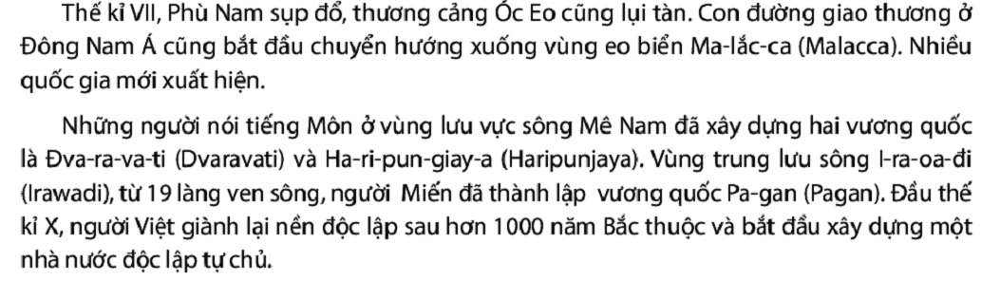 Thế kỉ VII, Phù Nam sụp đổ, thương cảng Óc Eo cũng lụi tàn. Con đường giao thương ở
Đông Nam Á cũng bắt đầu chuyển hướng xuống vùng eo biển Ma-lắc-ca (Malacca). Nhiều
quốc gia mới xuất hiện.
Những người nói tiếng Môn ở vùng lưu vực sông Mê Nam đã xây dựng hai vương quốc
là Đva-ra-va-ti (Dvaravati) và Ha-ri-pun-giay-a (Haripunjaya). Vùng trung lưu sông I-ra-oa-đi
(Irawadi), từ 19 làng ven sông, người Miến đã thành lập vương quốc Pa-gan (Pagan). Đầu thế
kỉ X, người Việt giành lại nền độc lập sau hơn 1000 năm Bắc thuộc và bắt đầu xây dựng một
nhà nước độc lập tự chủ.